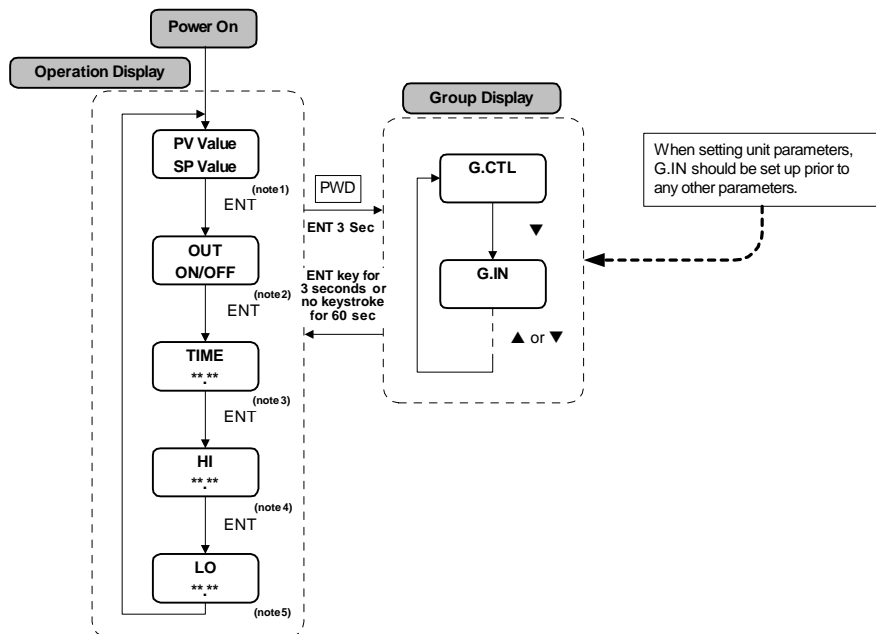 Power On
Operation Display
PV Value
SP Value
(note1)
ENT
OUT
ON/OFF
(note2)
ENT
TIME
**.**
(note3)
ENT
HI
**.**
(note4)
ENT
LO
**.**
(note5)
PWD
ENT 3 Sec
ENT key for
3 seconds or
no keystroke
for 60 sec
Group Display
G.CTL
▼
G.IN
▲ or ▼
When setting unit parameters,
G.IN should be set up prior to
any other parameters.